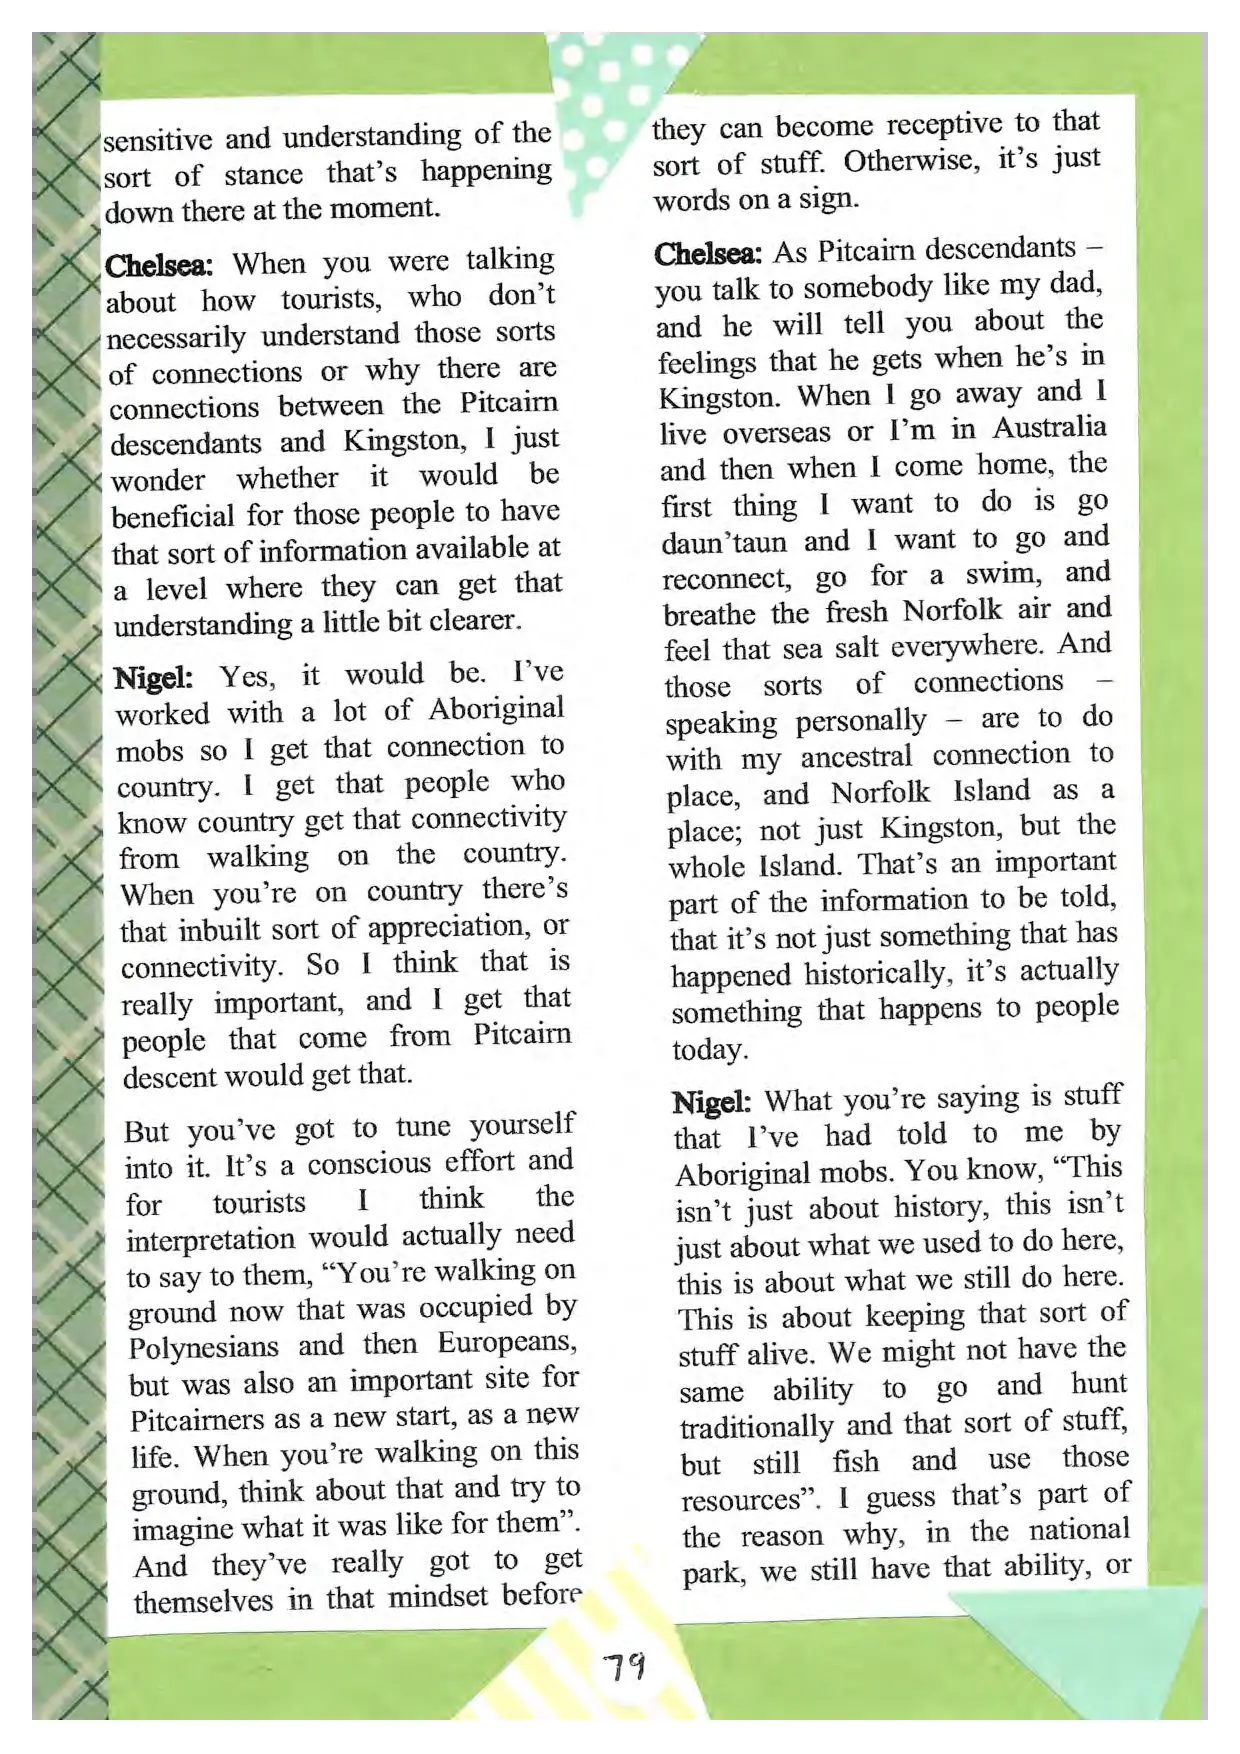 sensitive and understanding of the
sort of stance that's happening
down there at the moment.
Chelsea: When you were talking
about how tourists, who don't
necessarily understand those sorts
of connections or why there are
connections between the Pitcairn
descendants and Kingston, I just
wonder whether it would be
beneficial for those people to have
that sort of information available at
a level where they can get that
understanding a little bit clearer.
Nigel: Yes, it would be. I've
worked with a lot of Aboriginal
mobs so I get that connection to
country. I get that people who
know country get that connectivity
from walking on the country.
When you're on country there's
that inbuilt sort of appreciation, or
connectivity. So I think that is
really important, and I get that
people that come from Pitcairn
descent would get that.
But you've got to tune yourself
into it. It's a conscious effort and
for tourists I think the
interpretation would actually need
to say to them, "You're walking on
ground now that was occupied by
Polynesians and then Europeans,
but was also an important site for
Pitcairners as a new start, as a new
life. When you're walking on this
ground, think about that and try to
imagine what it was like for them".
And they've really got to get
themselves in that mindset before
they can become receptive to that
sort of stuff. Otherwise, it's just
words on a sign.
Chelsea: As Pitcairn descendants –
you talk to somebody like my dad,
and he will tell you about the
feelings that he gets when he's in
Kingston. When I go away and I
live overseas or I'm in Australia
and then when I come home, the
first thing I want to do is go
daun'taun and I want to go and
reconnect, go for a swim, and
breathe the fresh Norfolk air and
feel that sea salt everywhere. And
those sorts of connections –
speaking personally – are to do
with my ancestral connection to
place, and Norfolk Island as a
place; not just Kingston, but the
whole Island. That's an important
part of the information to be told,
that it's not just something that has
happened historically, it's actually
something that happens to people
today.
Nigel: What you're saying is stuff
that I've had told to me by
Aboriginal mobs. You know, "This
isn't just about history, this isn't
just about what we used to do here,
this is about what we still do here.
This is about keeping that sort of
stuff alive. We might not have the
same ability to go and hunt
traditionally and that sort of stuff,
but still fish and use those
resources". I guess that's part of
the reason why, in the national
park, we still have that ability, or
79